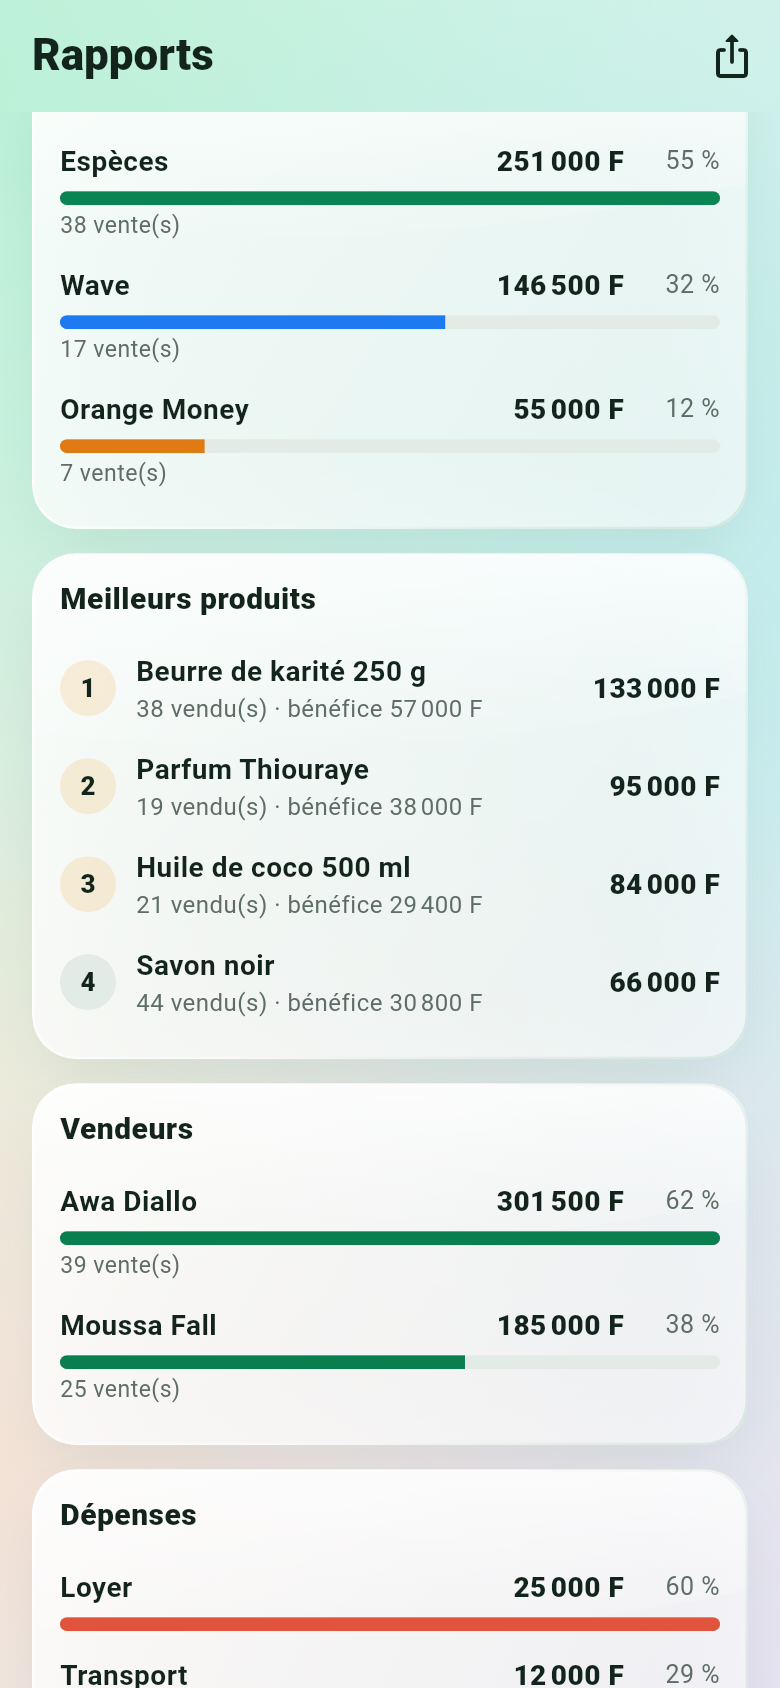 Rapports
Espèces 251 000 F 55 %
38 vente(s)
Wave 146 500 F 32 %
17 vente(s)
Orange Money 55 000 F 12 %
7 vente(s)
Meilleurs produits
1 Beurre de karité 250 g 133 000 F
38 vendu(s) · bénéfice 57 000 F
2 Parfum Thiouraye 95 000 F
19 vendu(s) · bénéfice 38 000 F
3 Huile de coco 500 ml 84 000 F
21 vendu(s) · bénéfice 29 400 F
4 Savon noir 66 000 F
44 vendu(s) · bénéfice 30 800 F
Vendeurs
Awa Diallo 301 500 F 62 %
39 vente(s)
Moussa Fall 185 000 F 38 %
25 vente(s)
Dépenses
Loyer 25 000 F 60 %
Transport 12 000 F 29 %